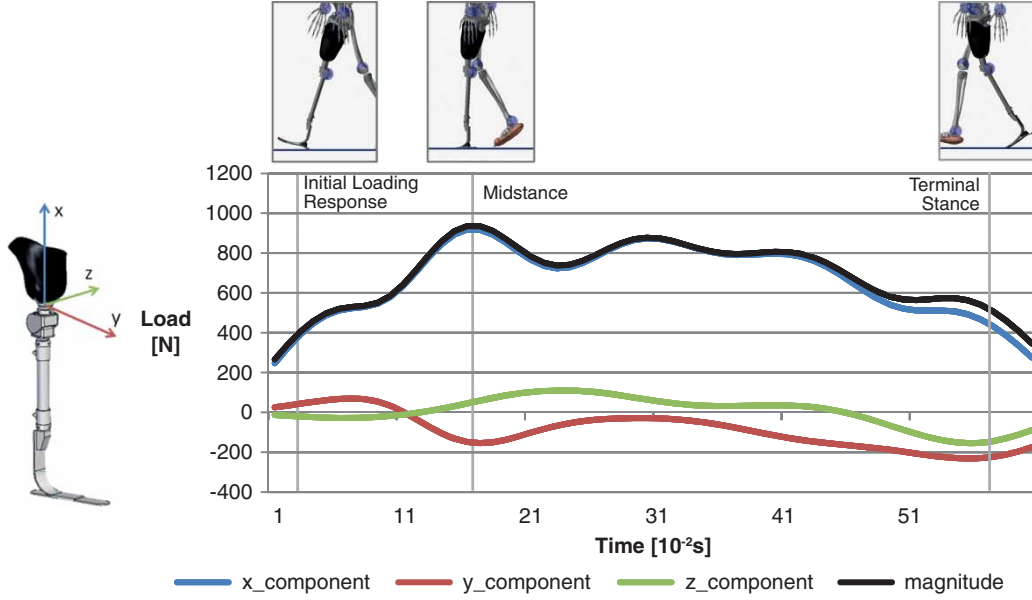 1200
1000
800
600
400
200
0
-200
-400
Initial Loading
Response
Midstance
Terminal
Stance
x
z
y
Load
[N]
1
11
21
31
41
51
Time [10⁻²s]
x_component
y_component
z_component
magnitude